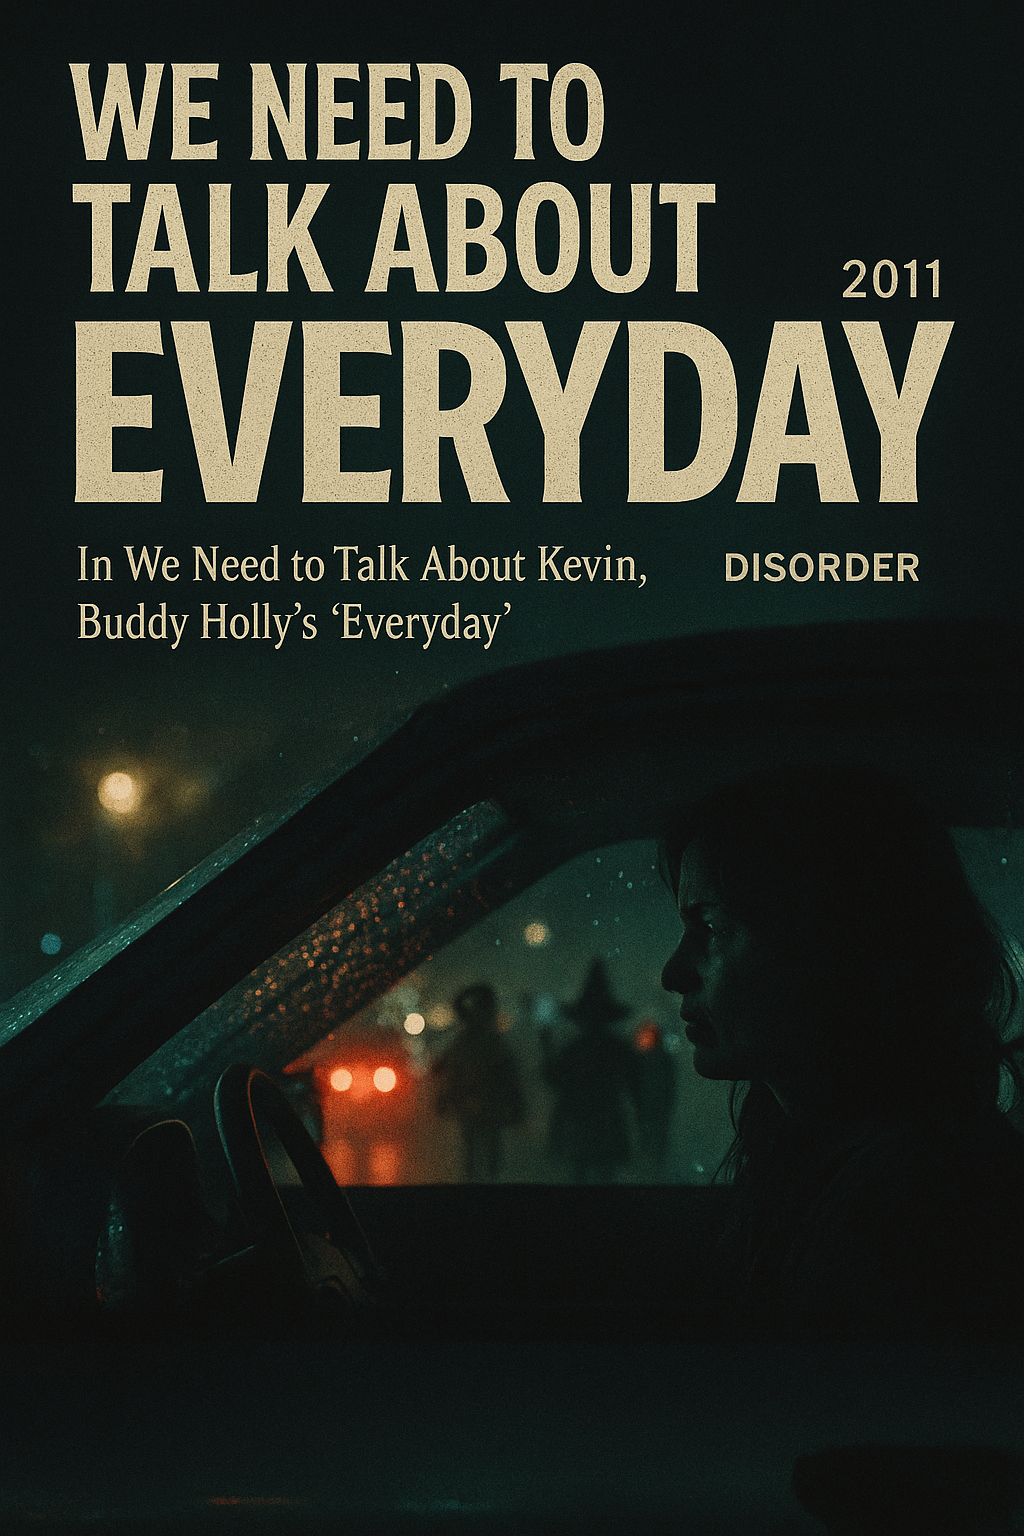 WE NEED TO
TALK ABOUT
2011
EVERYDAY
In We Need to Talk About Kevin,
Buddy Holly’s ‘Everyday’
DISORDER